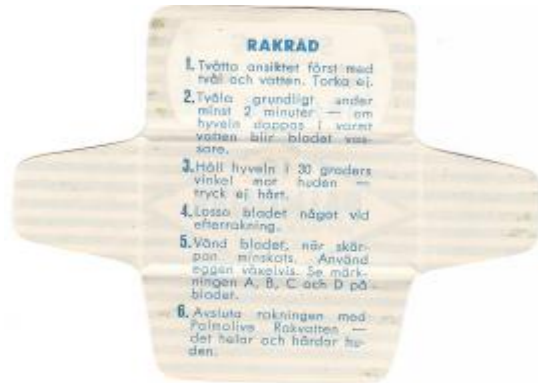 RAKRÅD
1. Tvätta ansiktet först med
tvål och vatten. Torka ej.
2. Tvåla grundligt under
minst 2 minuter — om
hyveln doppas i varmt
vatten blir bladet vas-
sare.
3. Håll hyveln i 30 graders
vinkel mot huden —
tryck ej hårt.
4. Lossa bladet något vid
efterrakning.
5. Vänd bladet, när skär-
pan minskats. Använd
eggen växelvis. Se märk-
ningen A, B, C och D på
bladet.
6. Avsluta rakningen med
Palmolive Rakvatten —
det helar och härdar hu-
den.